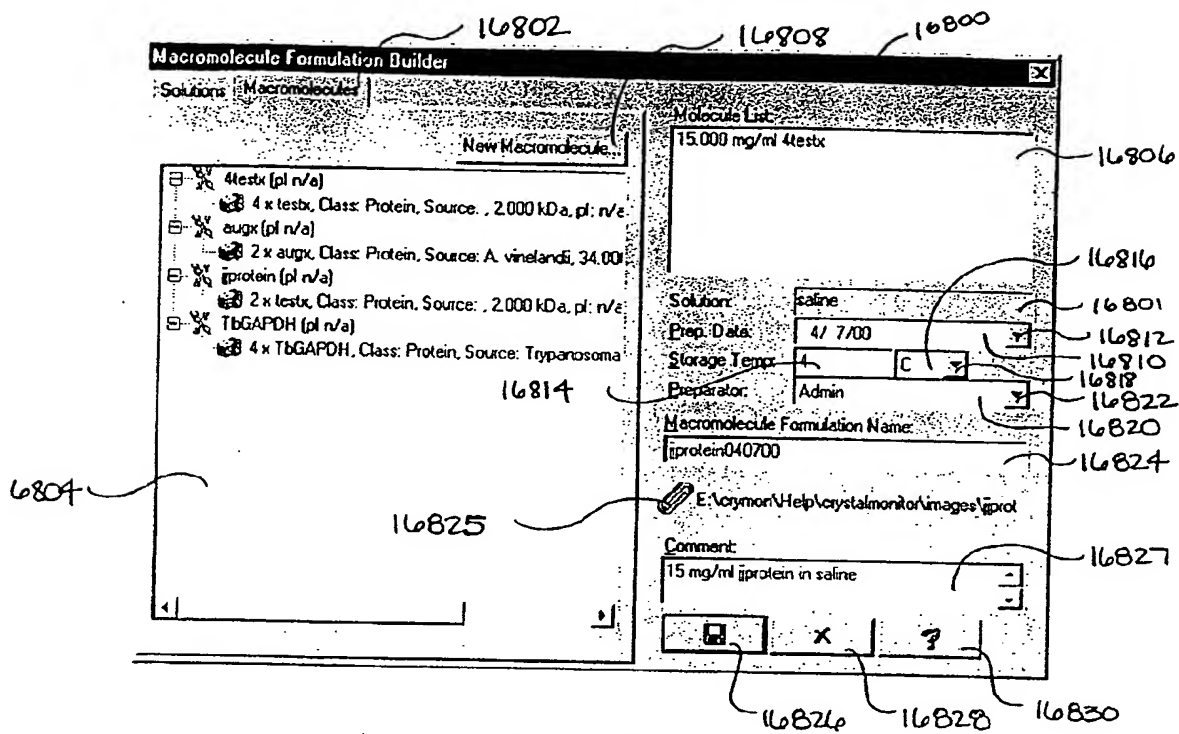 16802
16808
16800
Macromolecule Formulation Builder
Solutions Macromolecules
New Macromolecule...
4testx (pI n/a)
4 x testx, Class: Protein, Source: , 2.000 kDa, pI: n/a
augx (pI n/a)
2 x augx, Class: Protein, Source: A. vinelandii, 34.00
jjprotein (pI n/a)
2 x testx, Class: Protein, Source: , 2.000 kDa, pI: n/a
TbGAPDH (pI n/a)
4 x TbGAPDH, Class: Protein, Source: Trypanosoma
16814
6804
16825
Molecule List:
15.000 mg/ml 4testx
16806
16816
Solution: saline
16801
Prep. Date: 4/ 7/00
16812
16810
Storage Temp: 4 C
16818
Preparator: Admin
16822
16820
Macromolecule Formulation Name:
jjprotein040700
16824
E:\crymon\Help\crystalmonitor\images\jjprot
Comment:
15 mg/ml jjprotein in saline
16827
X ?
16826
16828
16830